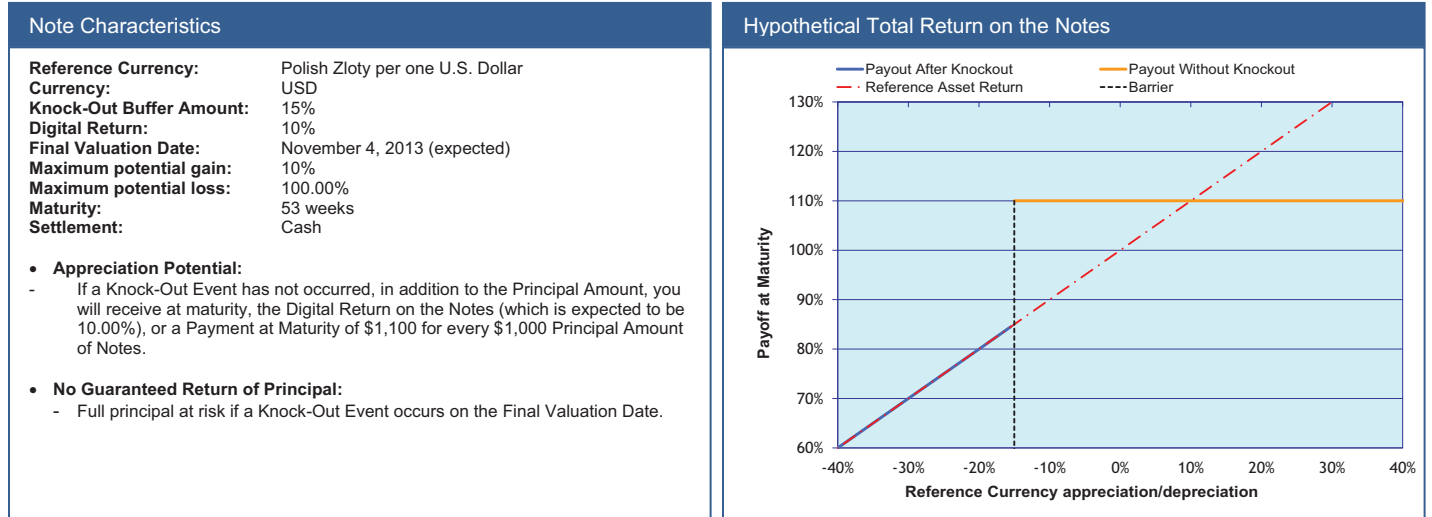 Note Characteristics
Reference Currency: Polish Zloty per one U.S. Dollar
Currency: USD
Knock-Out Buffer Amount: 15%
Digital Return: 10%
Final Valuation Date: November 4, 2013 (expected)
Maximum potential gain: 10%
Maximum potential loss: 100.00%
Maturity: 53 weeks
Settlement: Cash
• Appreciation Potential:
- If a Knock-Out Event has not occurred, in addition to the Principal Amount, you
will receive at maturity, the Digital Return on the Notes (which is expected to be
10.00%), or a Payment at Maturity of $1,100 for every $1,000 Principal Amount
of Notes.
• No Guaranteed Return of Principal:
- Full principal at risk if a Knock-Out Event occurs on the Final Valuation Date.
Hypothetical Total Return on the Notes
Payout After Knockout Payout Without Knockout
Reference Asset Return Barrier
130%
120%
110%
100%
90%
80%
70%
60%
Payoff at Maturity
-40% -30% -20% -10% 0% 10% 20% 30% 40%
Reference Currency appreciation/depreciation